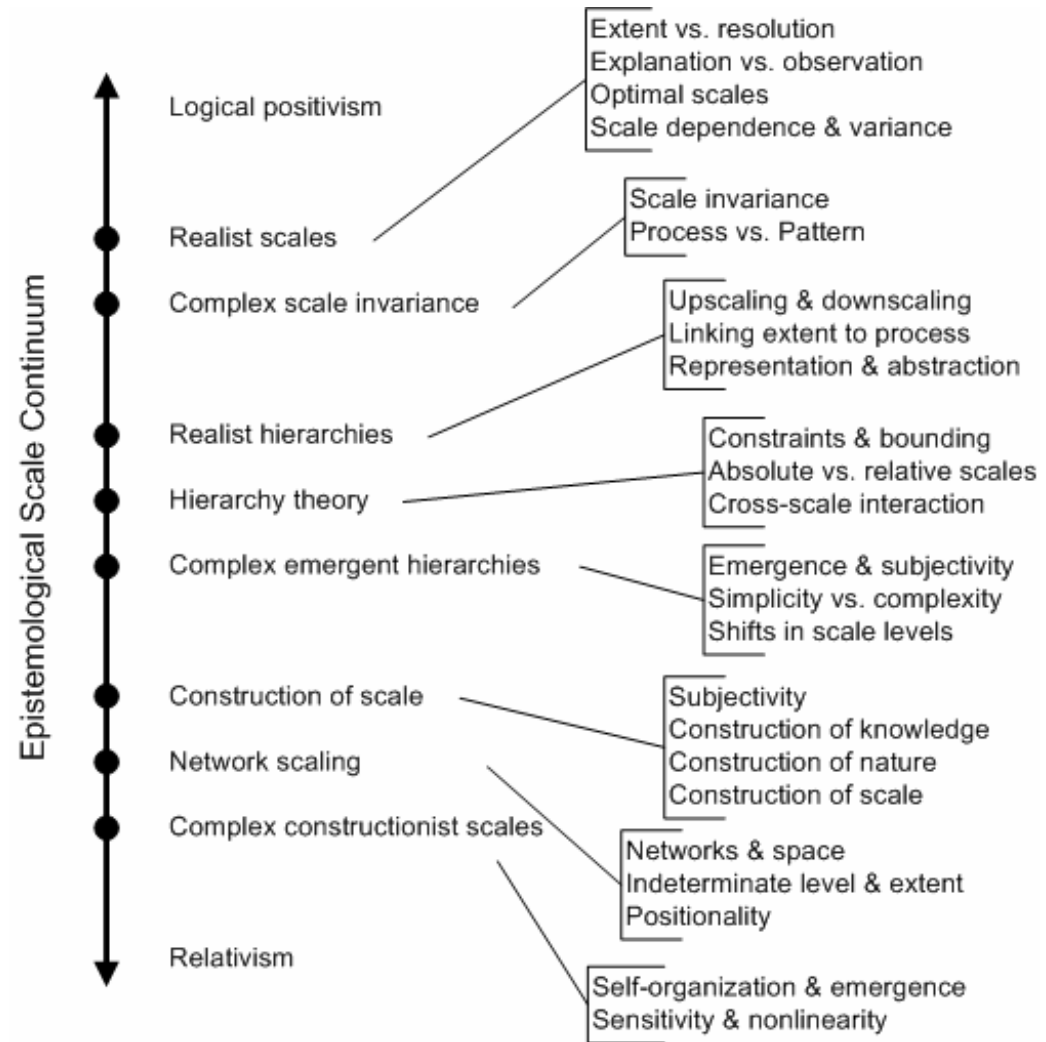 Epistemological Scale Continuum
Logical positivism
Realist scales
Extent vs. resolution
Explanation vs. observation
Optimal scales
Scale dependence & variance
Complex scale invariance
Scale invariance
Process vs. Pattern
Realist hierarchies
Upscaling & downscaling
Linking extent to process
Representation & abstraction
Hierarchy theory
Constraints & bounding
Absolute vs. relative scales
Cross-scale interaction
Complex emergent hierarchies
Emergence & subjectivity
Simplicity vs. complexity
Shifts in scale levels
Construction of scale
Subjectivity
Construction of knowledge
Construction of nature
Construction of scale
Network scaling
Networks & space
Indeterminate level & extent
Positionality
Complex constructionist scales
Self-organization & emergence
Sensitivity & nonlinearity
Relativism